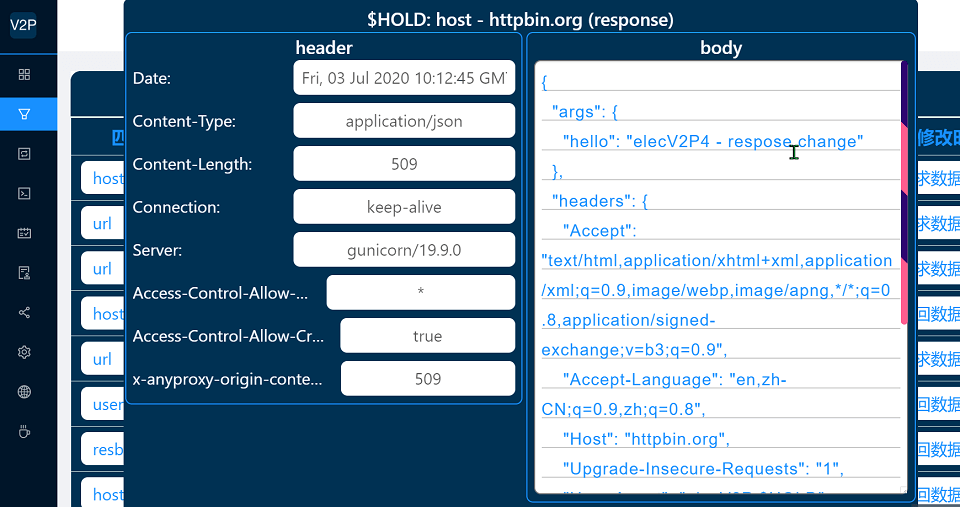 V2P
$HOLD: host - httpbin.org (response)
header
Date:
Fri, 03 Jul 2020 10:12:45 GM
Content-Type:
application/json
Content-Length:
509
Connection:
keep-alive
Server:
gunicorn/19.9.0
Access-Control-Allow-...
*
Access-Control-Allow-Cr...
true
x-anyproxy-origin-conte...
509
body
{
"args": {
"hello": "elecV2P4 - respose change"
},
"headers": {
"Accept":
"text/html,application/xhtml+xml,application
/xml;q=0.9,image/webp,image/apng,*/*;q=0
.8,application/signed-
exchange;v=b3;q=0.9",
"Accept-Language": "en,zh-
CN;q=0.9,zh;q=0.8",
"Host": "httpbin.org",
"Upgrade-Insecure-Requests": "1",
匹
host
url
url
host
url
user
resb
host
修改时
求数据
求数据
求数据
回数据
求数据
回数据
回数据
回数据